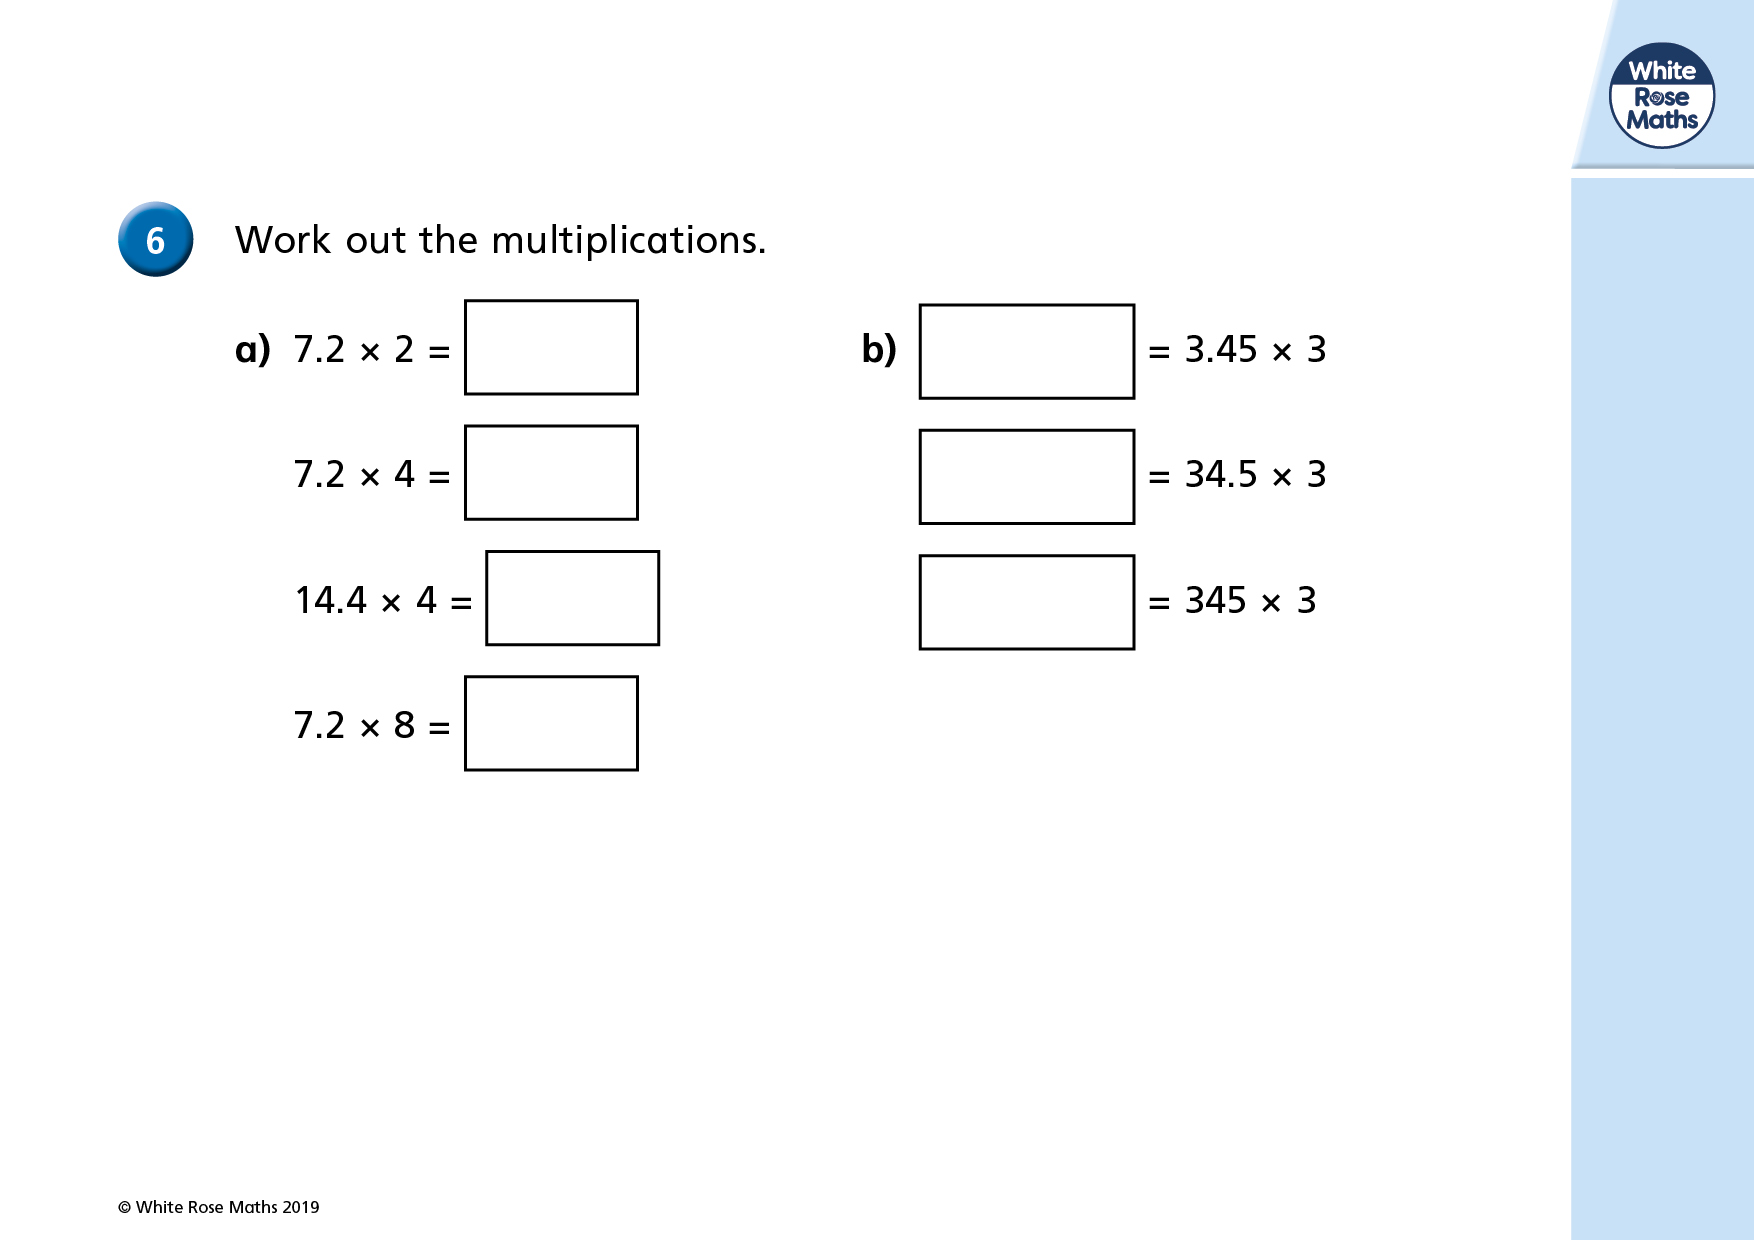 White
Rose
Maths
6 Work out the multiplications.
a) 7.2 × 2 =
7.2 × 4 =
14.4 × 4 =
7.2 × 8 =
b) = 3.45 × 3
= 34.5 × 3
= 345 × 3
© White Rose Maths 2019